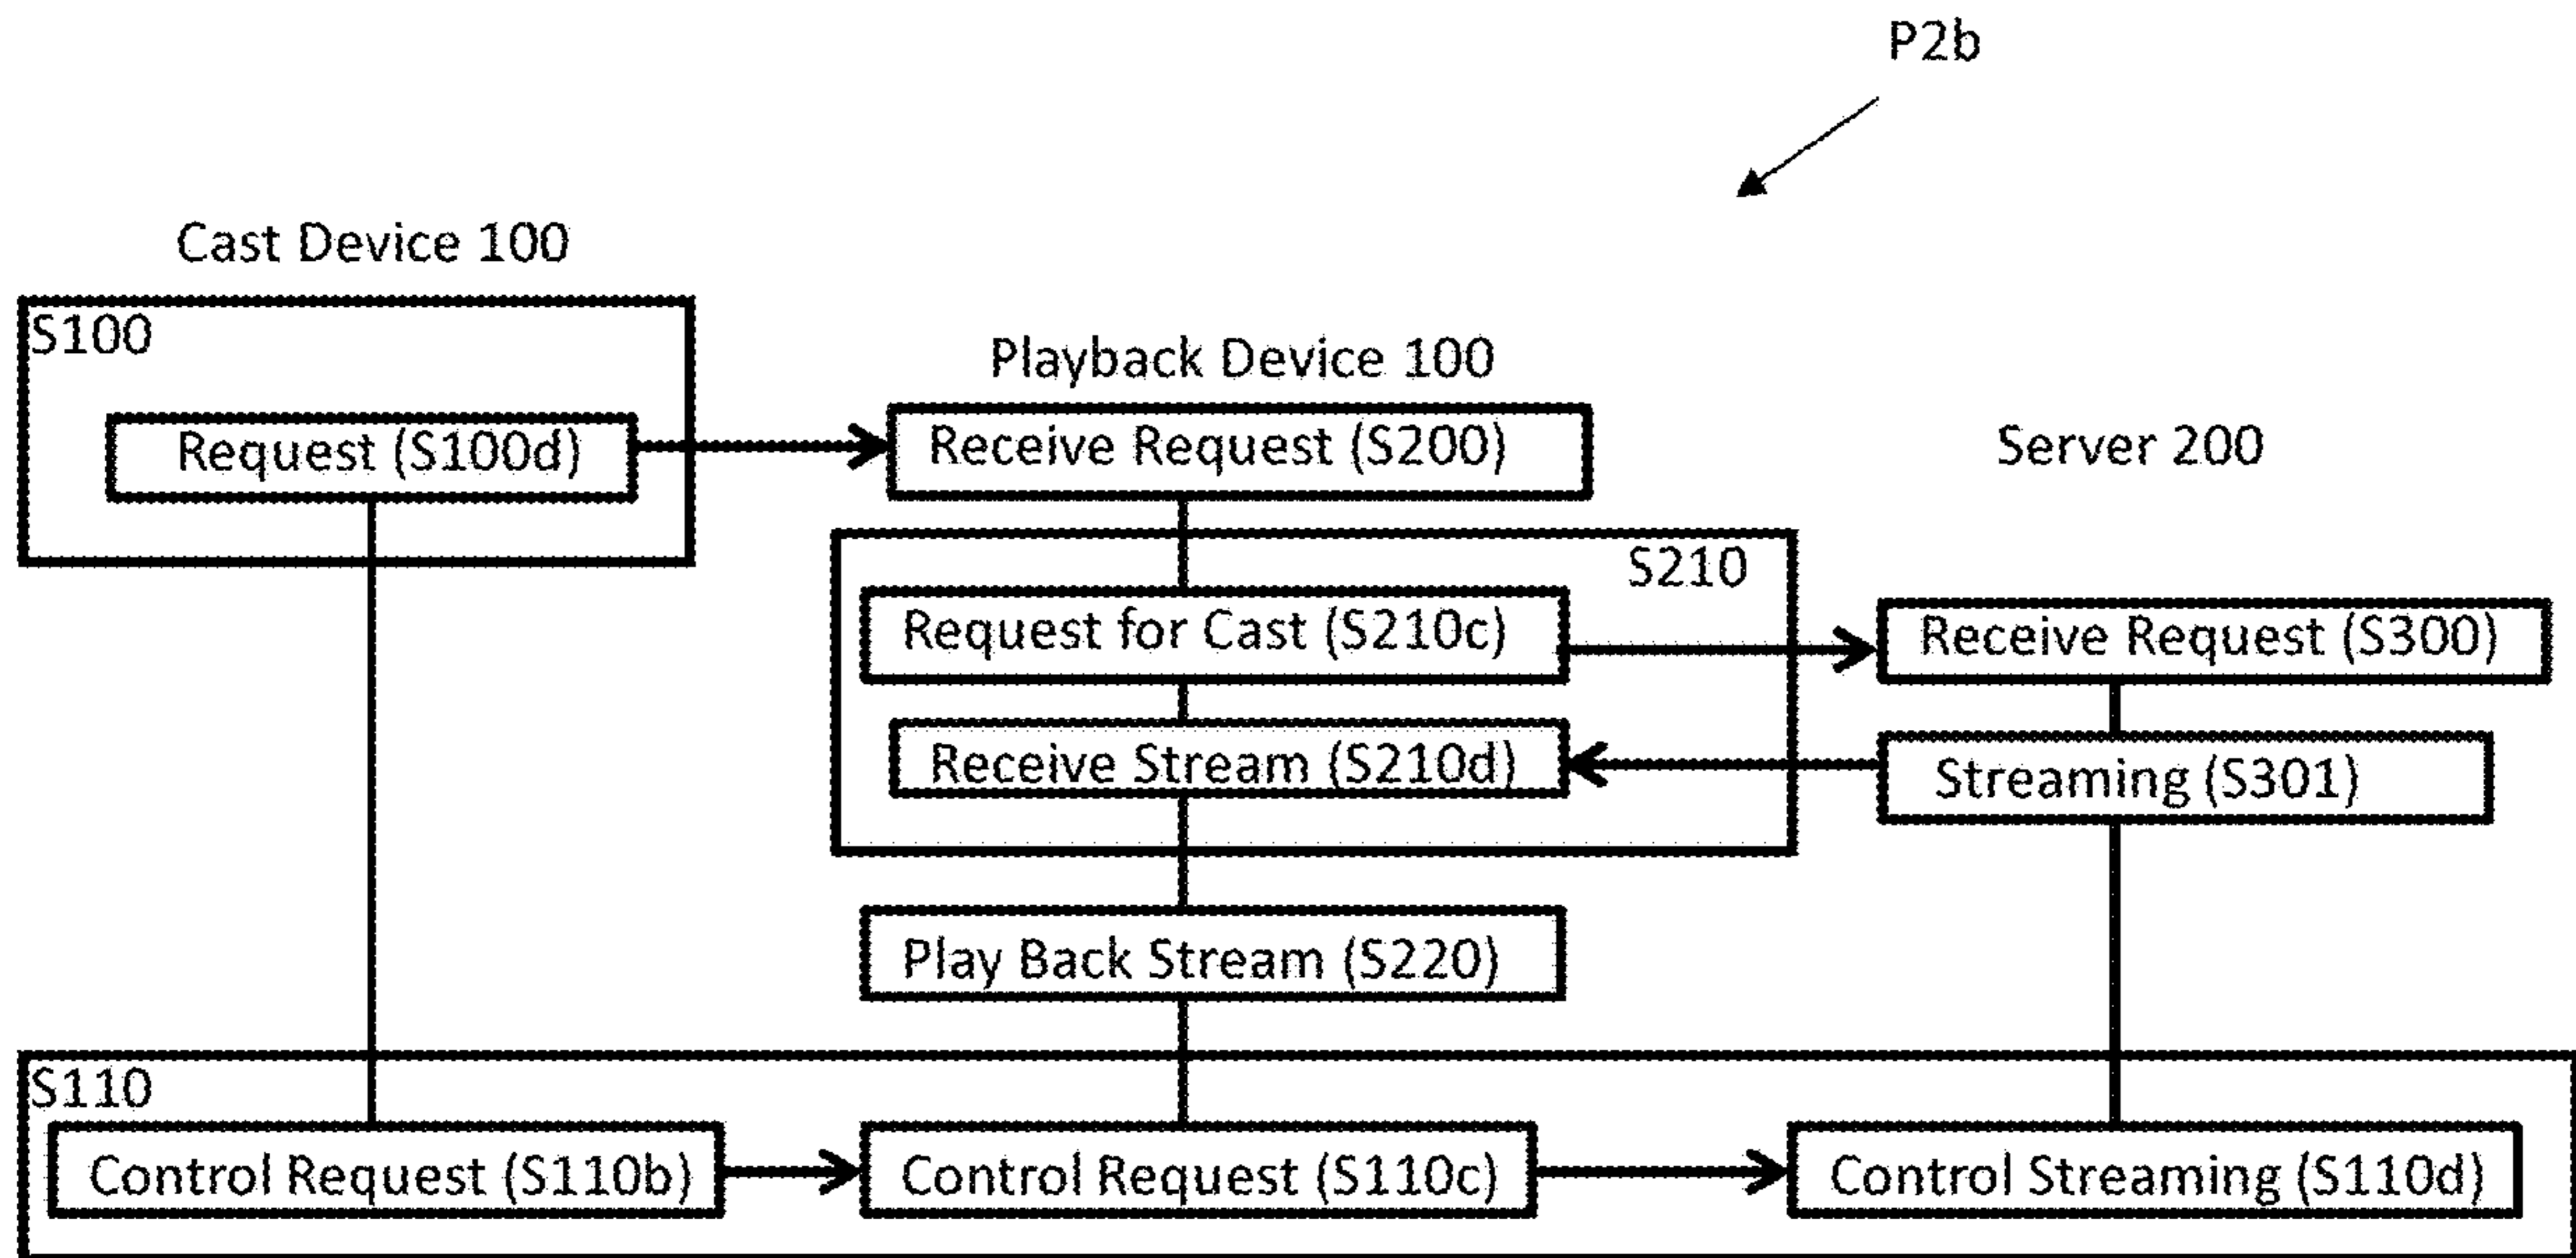 P2b
Cast Device 100
S100
Playback Device 100
Request (S100d)
Receive Request (S200)
Server 200
S210
Request for Cast (S210c)
Receive Request (S300)
Receive Stream (S210d)
Streaming (S301)
Play Back Stream (S220)
S110
Control Request (S110b)
Control Request (S110c)
Control Streaming (S110d)